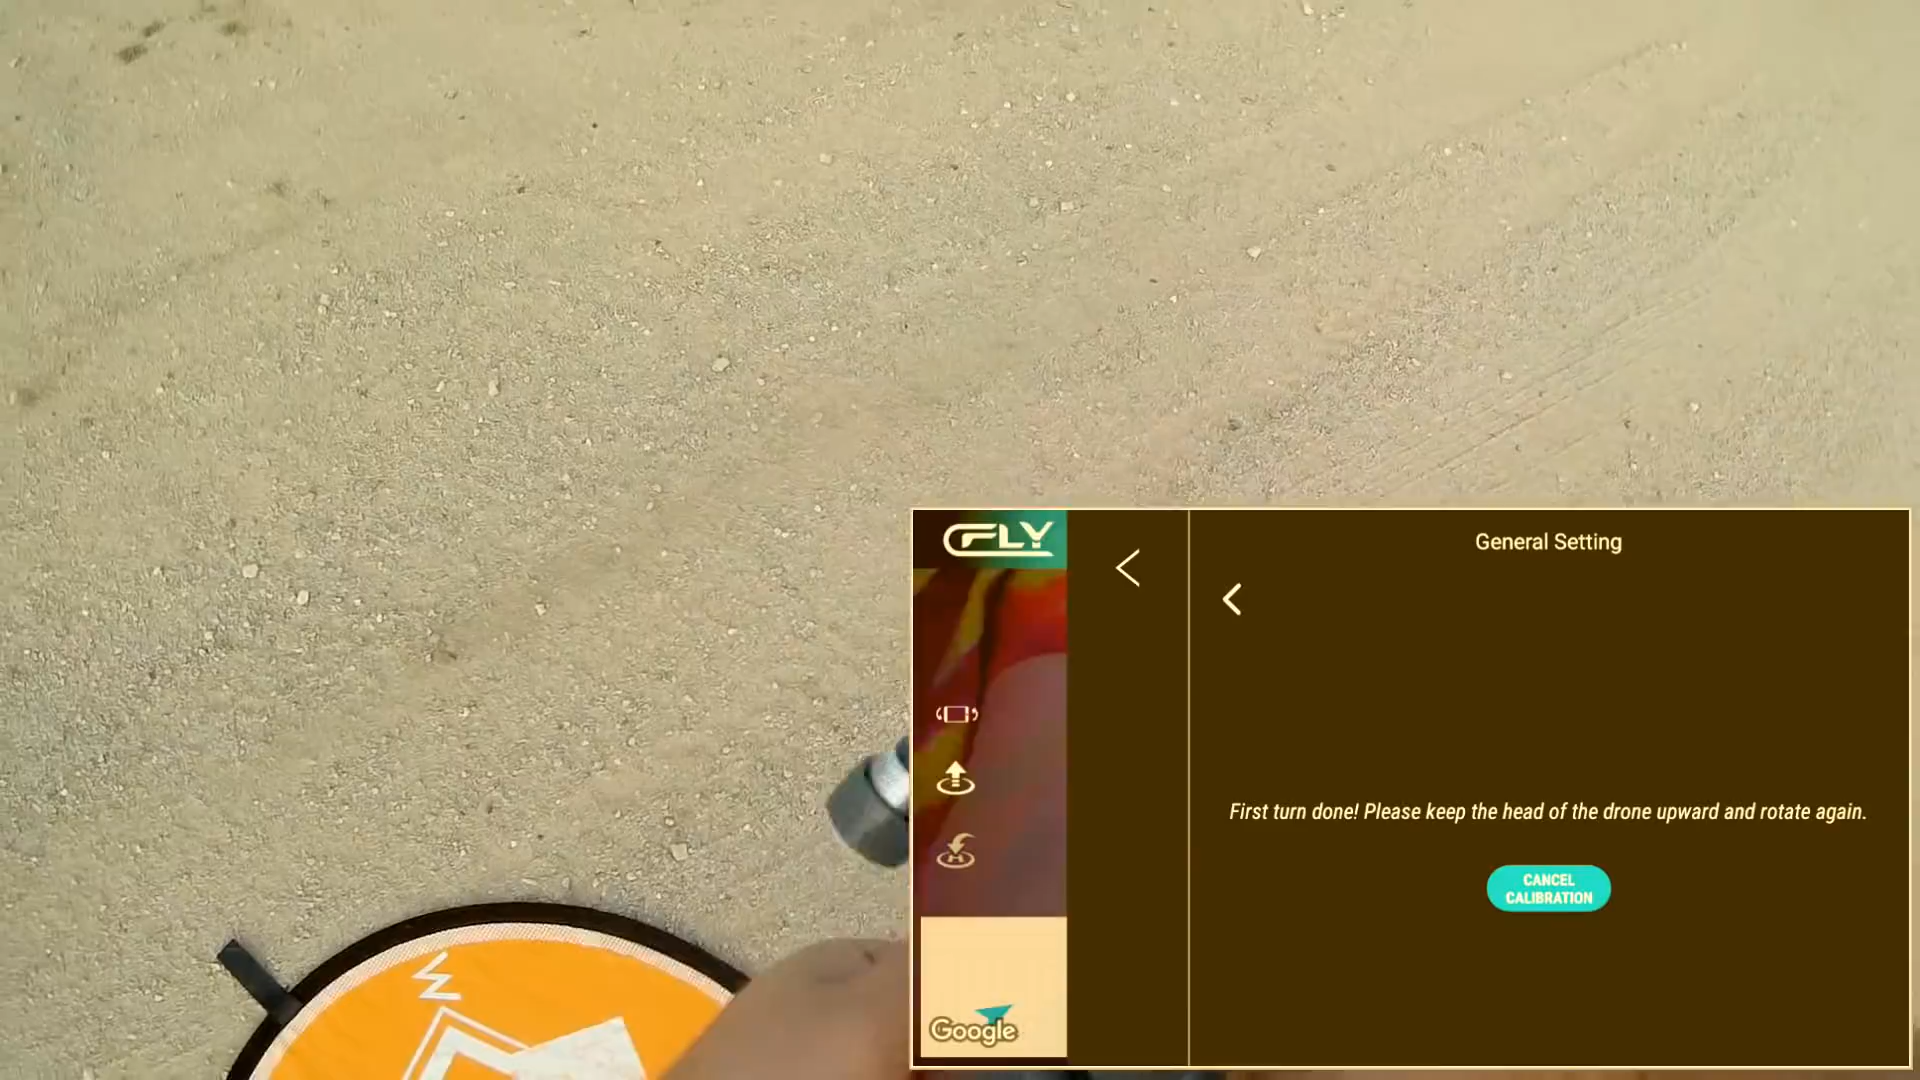 CFLY
General Setting
First turn done! Please keep the head of the drone upward and rotate again.
CANCEL
CALIBRATION
H
Google
W